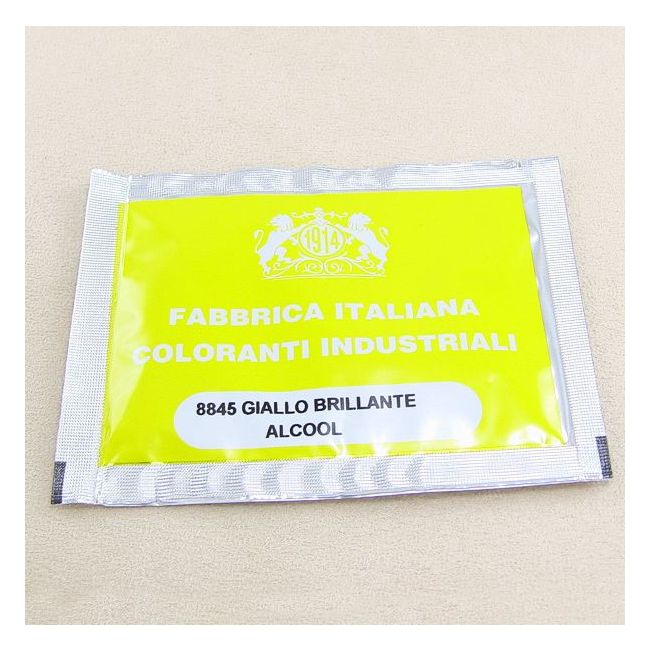 1914
FABBRICA ITALIANA
COLORANTI INDUSTRIALI
8845 GIALLO BRILLANTE
ALCOOL